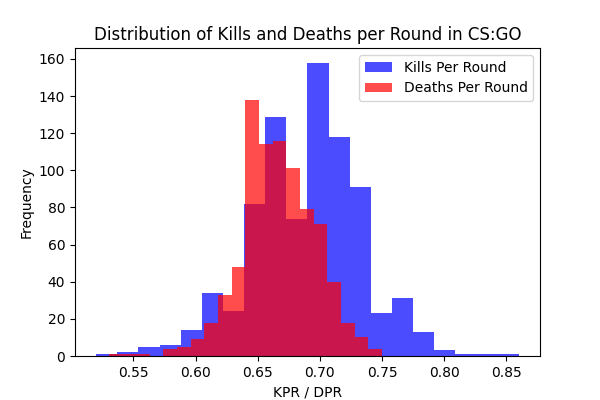 Distribution of Kills and Deaths per Round in CS:GO
Kills Per Round
Deaths Per Round
Frequency
160
140
120
100
80
60
40
20
0
0.55 0.60 0.65 0.70 0.75 0.80 0.85
KPR / DPR